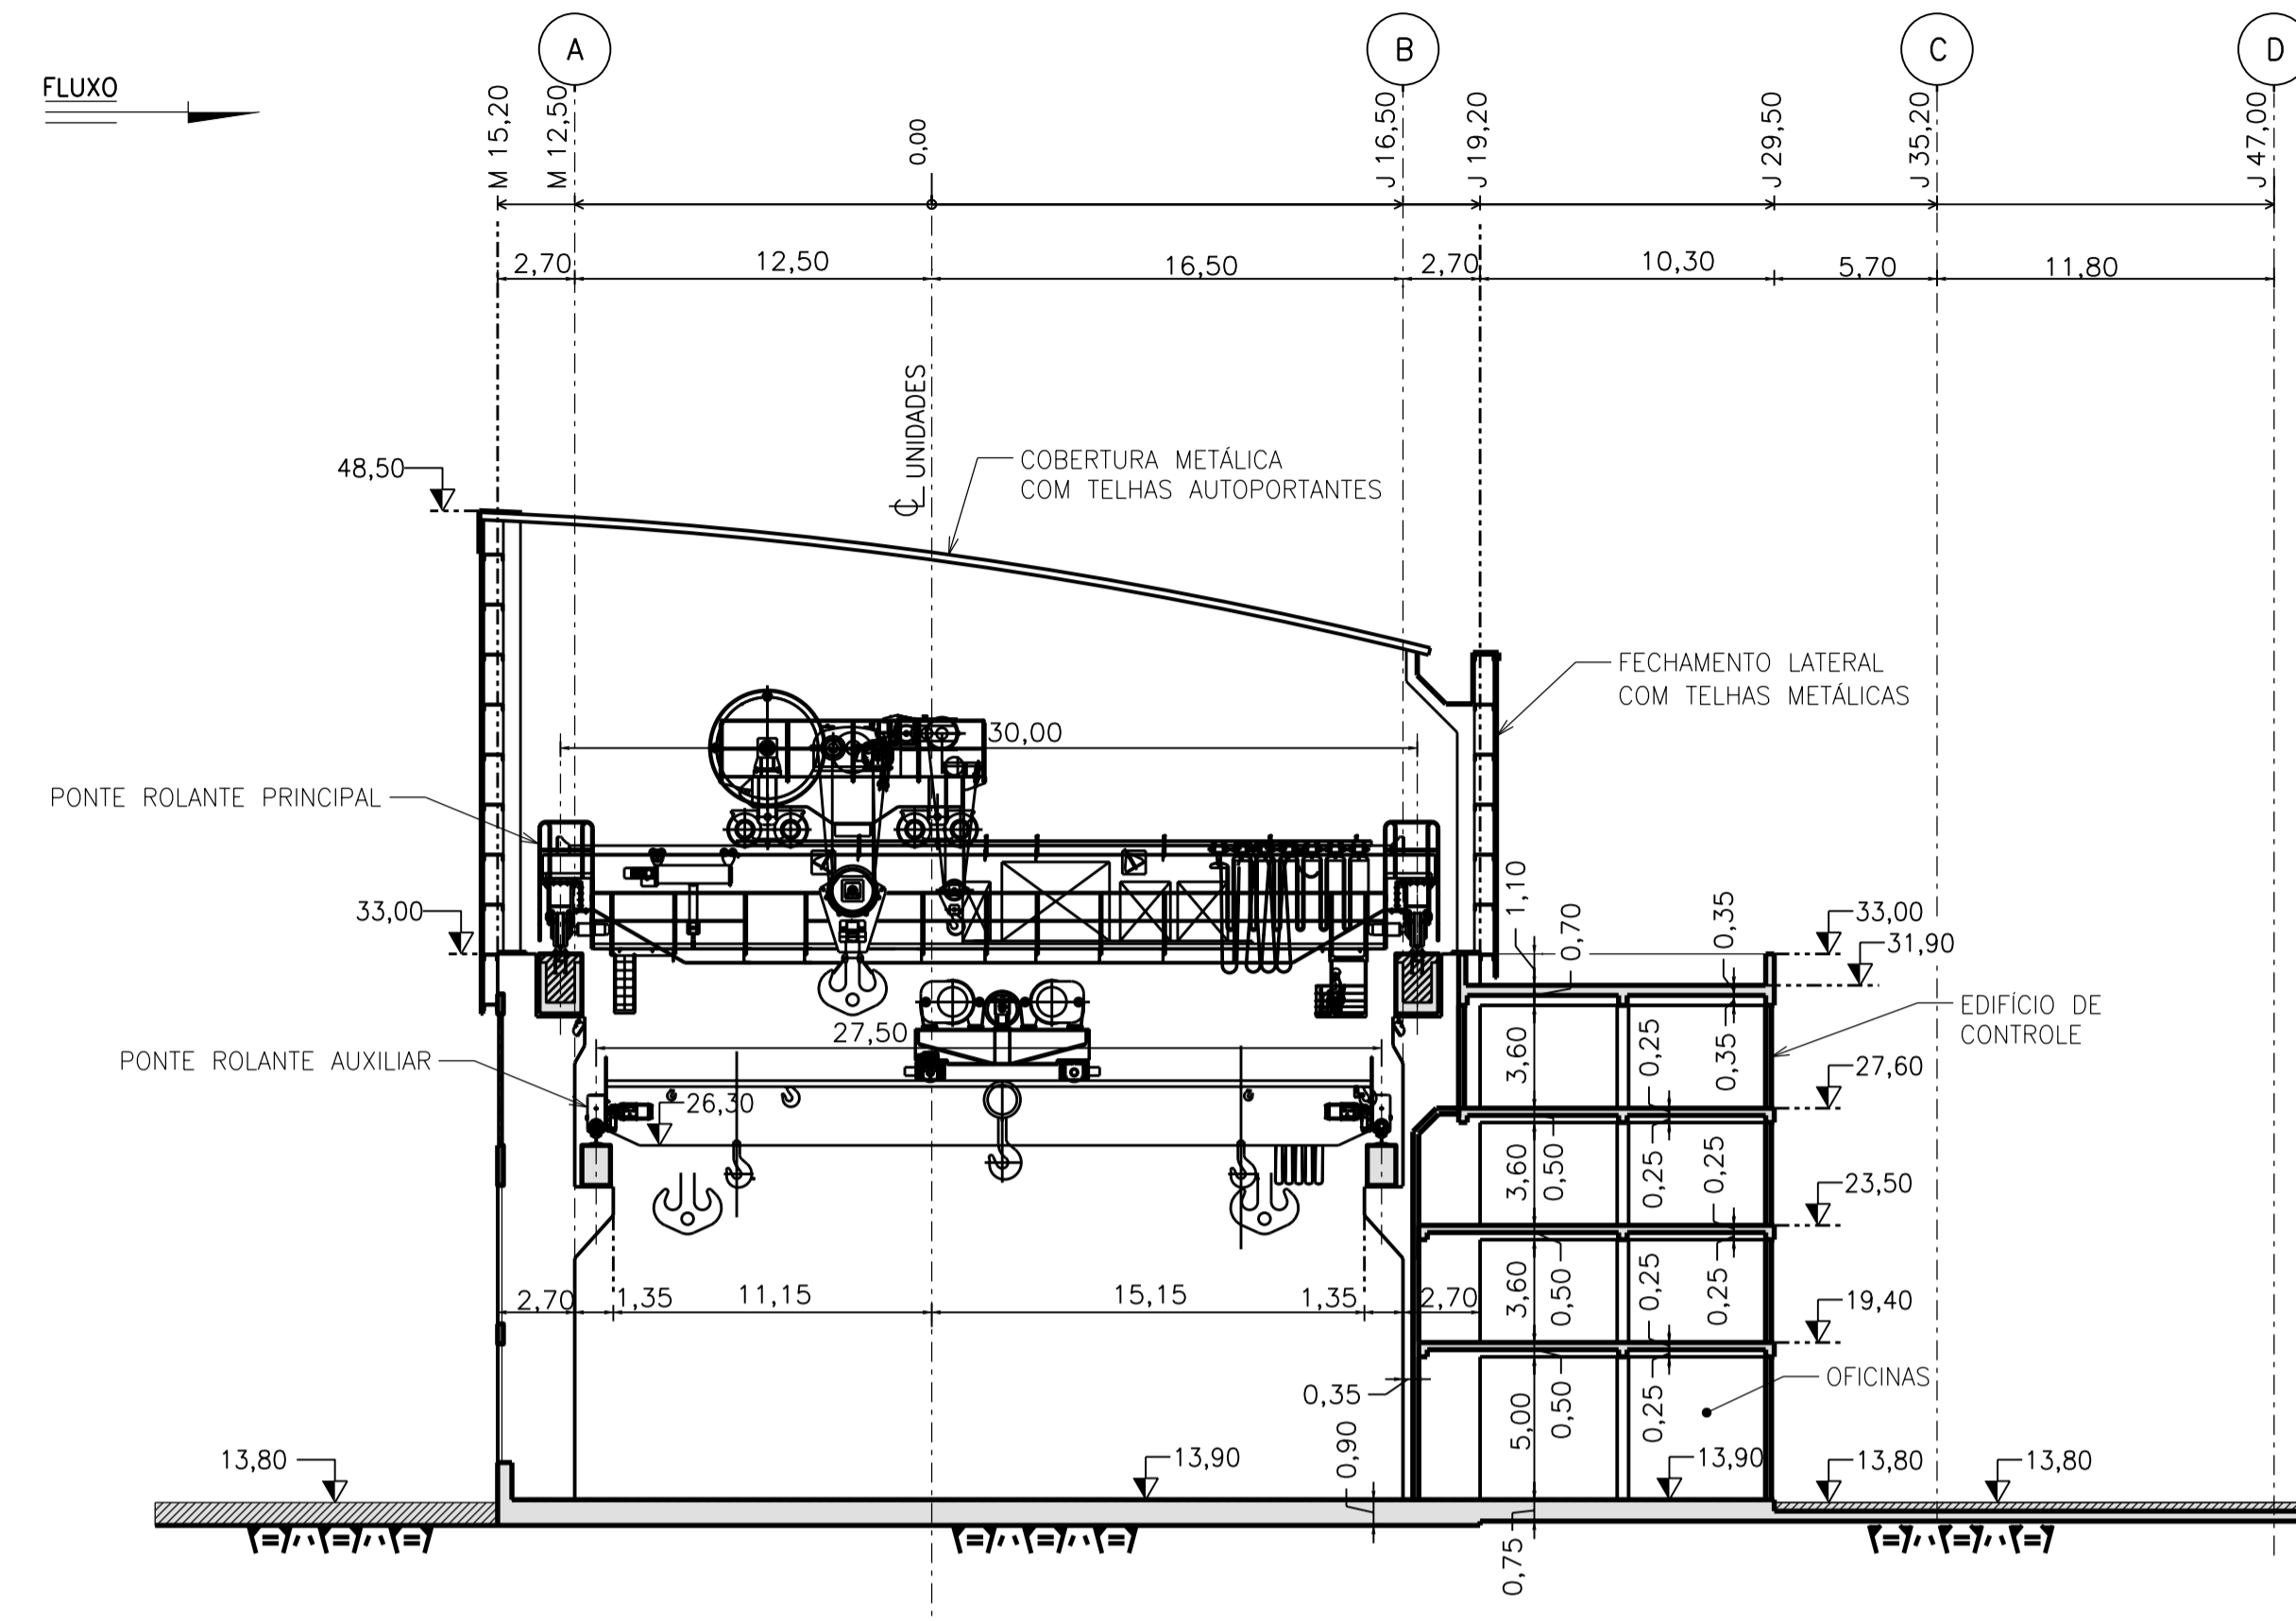 A
B
C
D
FLUXO
M 15,20
M 12,50
0,00
J 16,50
J 19,20
J 29,50
J 35,20
J 47,00
2,70
12,50
16,50
2,70
10,30
5,70
11,80
℄ UNIDADES
48,50
COBERTURA METÁLICA
COM TELHAS AUTOPORTANTES
FECHAMENTO LATERAL
COM TELHAS METÁLICAS
30,00
PONTE ROLANTE PRINCIPAL
33,00
1,10
0,70
0,35
33,00
31,90
EDIFÍCIO DE
CONTROLE
27,50
PONTE ROLANTE AUXILIAR
26,30
3,60
0,25
0,35
27,60
3,60
0,50
0,25
0,25
23,50
2,70
1,35
11,15
15,15
1,35
2,70
3,60
0,50
0,25
0,25
19,40
0,35
5,00
0,50
0,25
OFICINAS
13,80
13,90
0,90
13,90
13,80
13,80
0,75